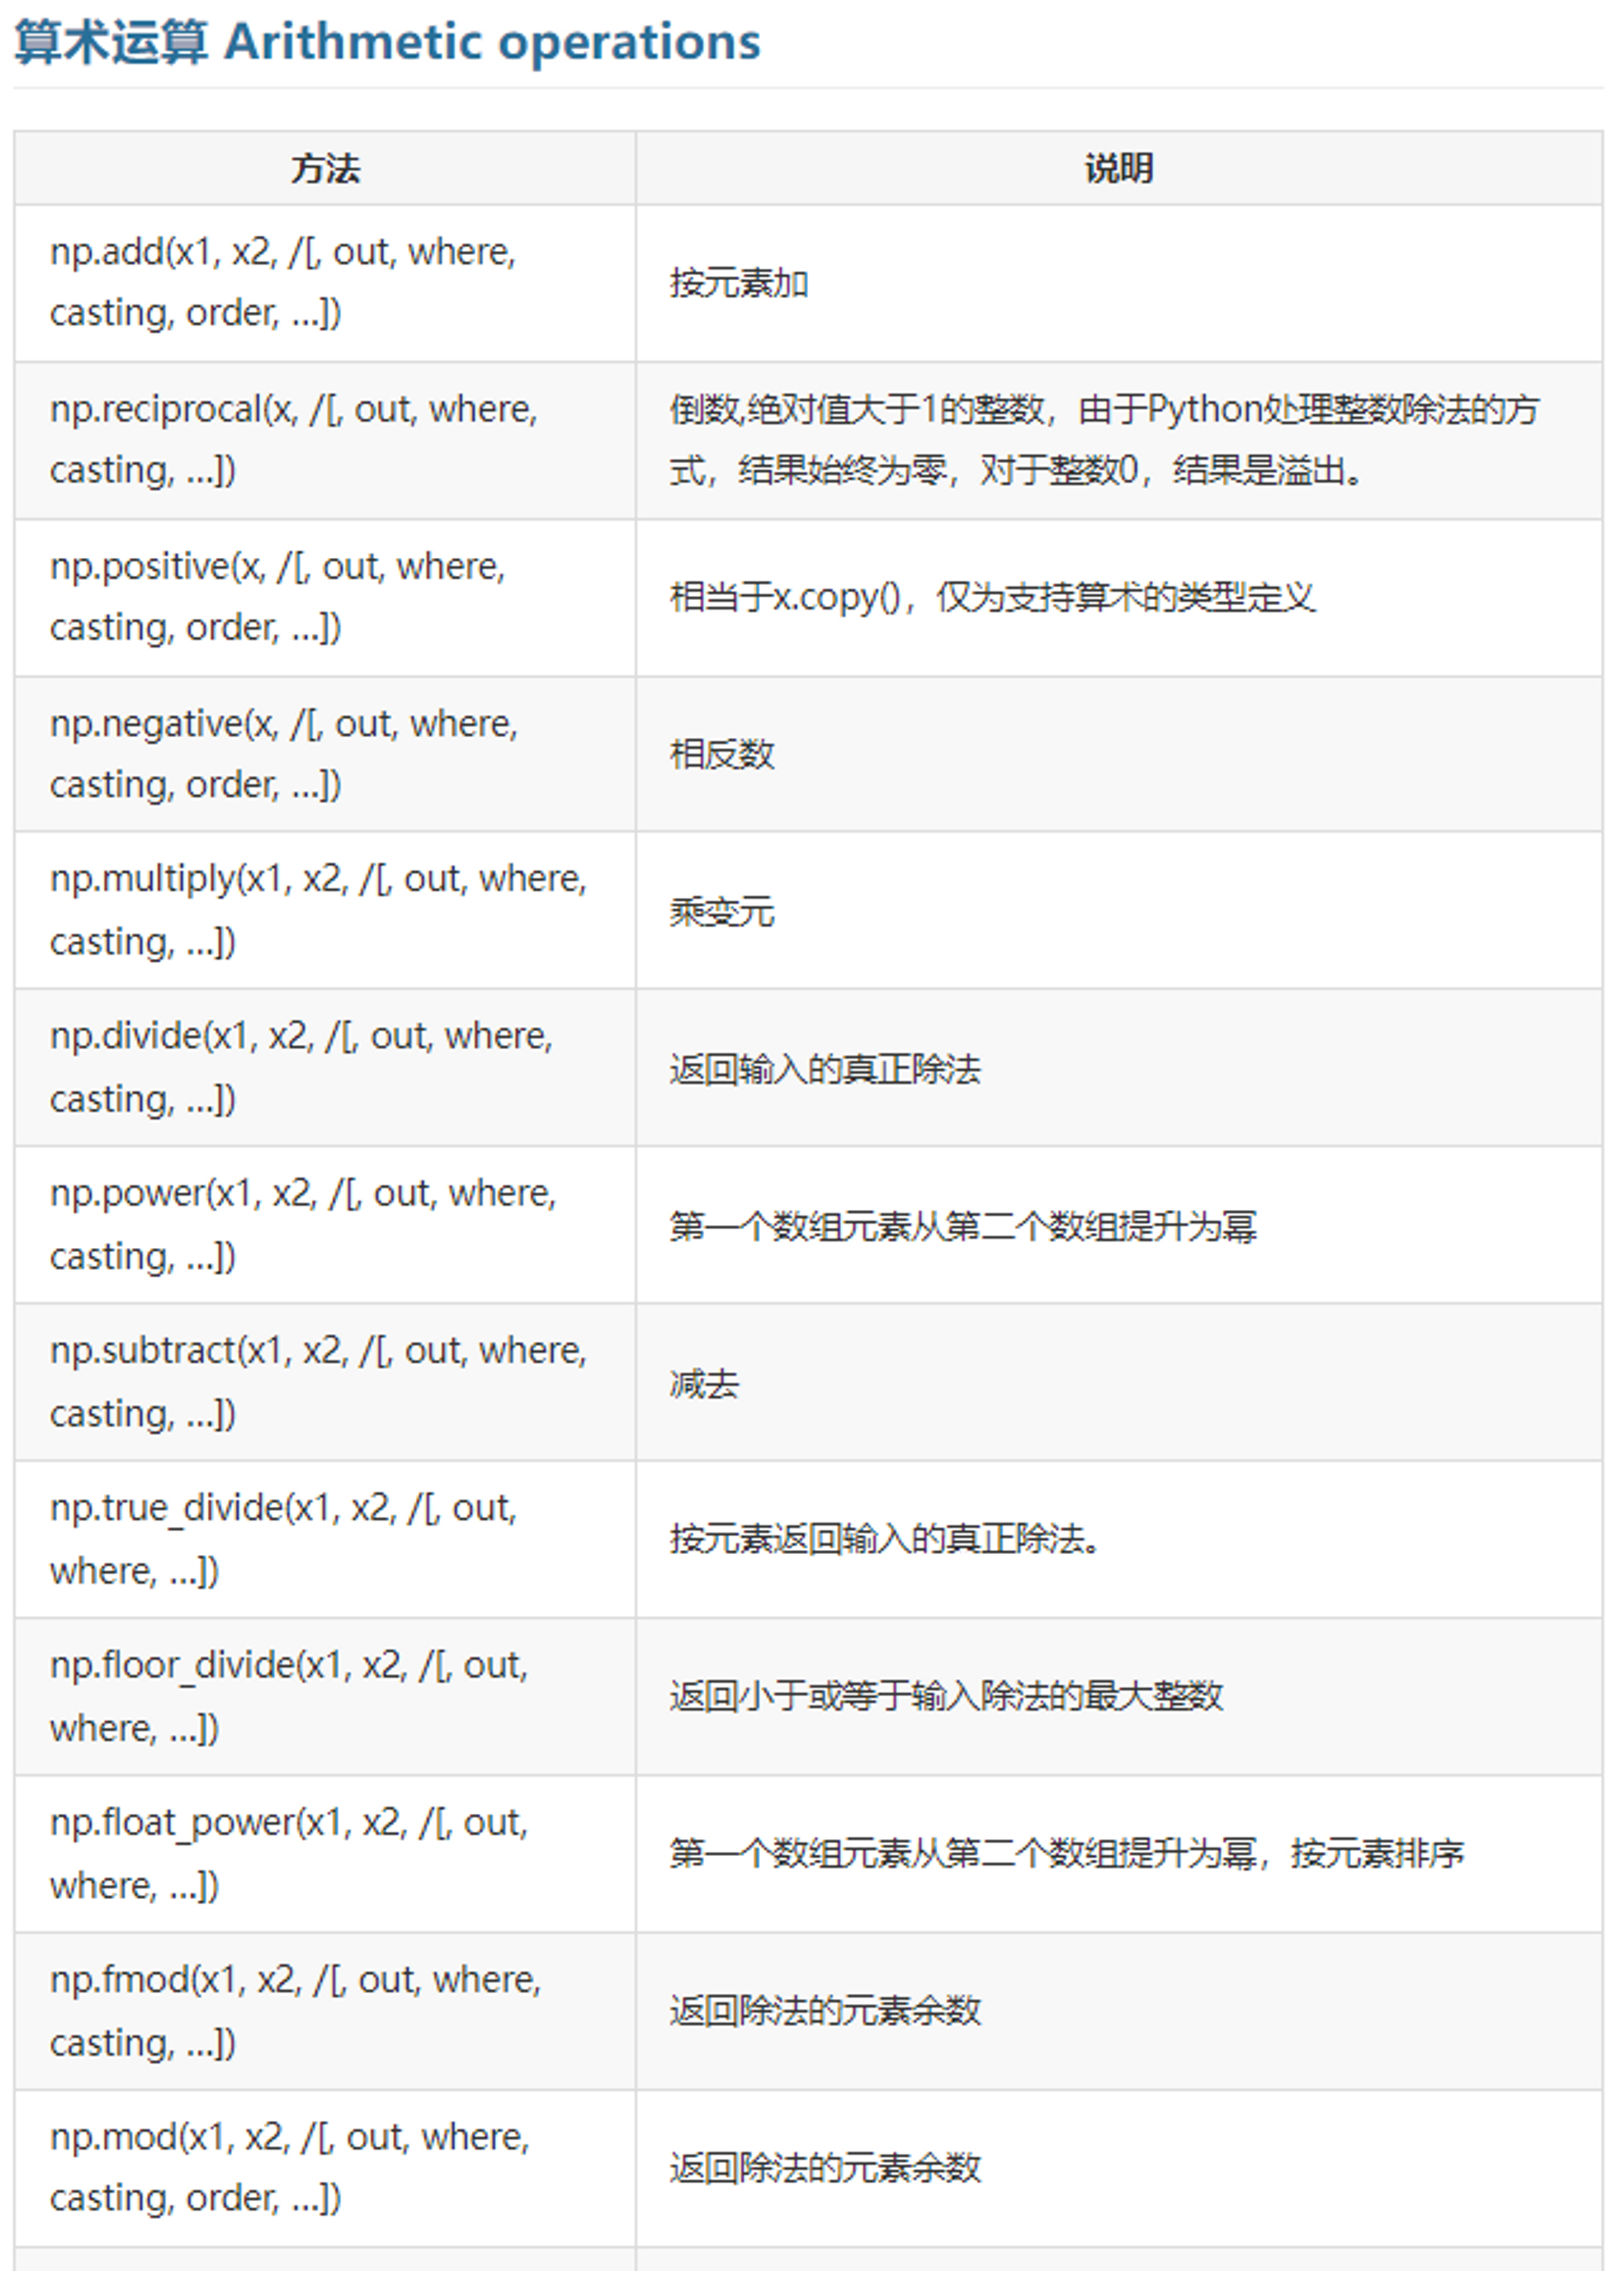 算术运算 Arithmetic operations
方法
说明
np.add(x1, x2, /[, out, where,
casting, order, ...])
按元素加
np.reciprocal(x, /[, out, where,
casting, ...])
倒数,绝对值大于1的整数，由于Python处理整数除法的方
式，结果始终为零，对于整数0，结果是溢出。
np.positive(x, /[, out, where,
casting, order, ...])
相当于x.copy()，仅为支持算术的类型定义
np.negative(x, /[, out, where,
casting, order, ...])
相反数
np.multiply(x1, x2, /[, out, where,
casting, ...])
乘变元
np.divide(x1, x2, /[, out, where,
casting, ...])
返回输入的真正除法
np.power(x1, x2, /[, out, where,
casting, ...])
第一个数组元素从第二个数组提升为幂
np.subtract(x1, x2, /[, out, where,
casting, ...])
减去
np.true_divide(x1, x2, /[, out,
where, ...])
按元素返回输入的真正除法。
np.floor_divide(x1, x2, /[, out,
where, ...])
返回小于或等于输入除法的最大整数
np.float_power(x1, x2, /[, out,
where, ...])
第一个数组元素从第二个数组提升为幂，按元素排序
np.fmod(x1, x2, /[, out, where,
casting, ...])
返回除法的元素余数
np.mod(x1, x2, /[, out, where,
casting, order, ...])
返回除法的元素余数